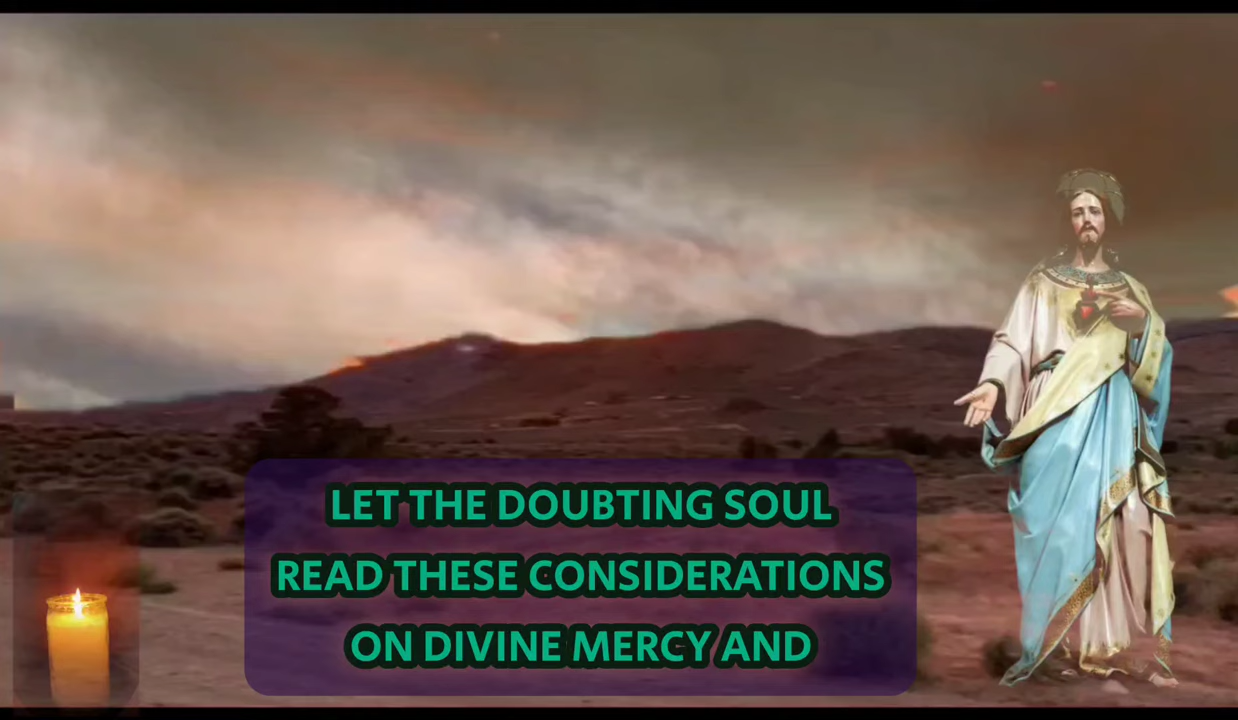 LET THE DOUBTING SOUL
READ THESE CONSIDERATIONS
ON DIVINE MERCY AND